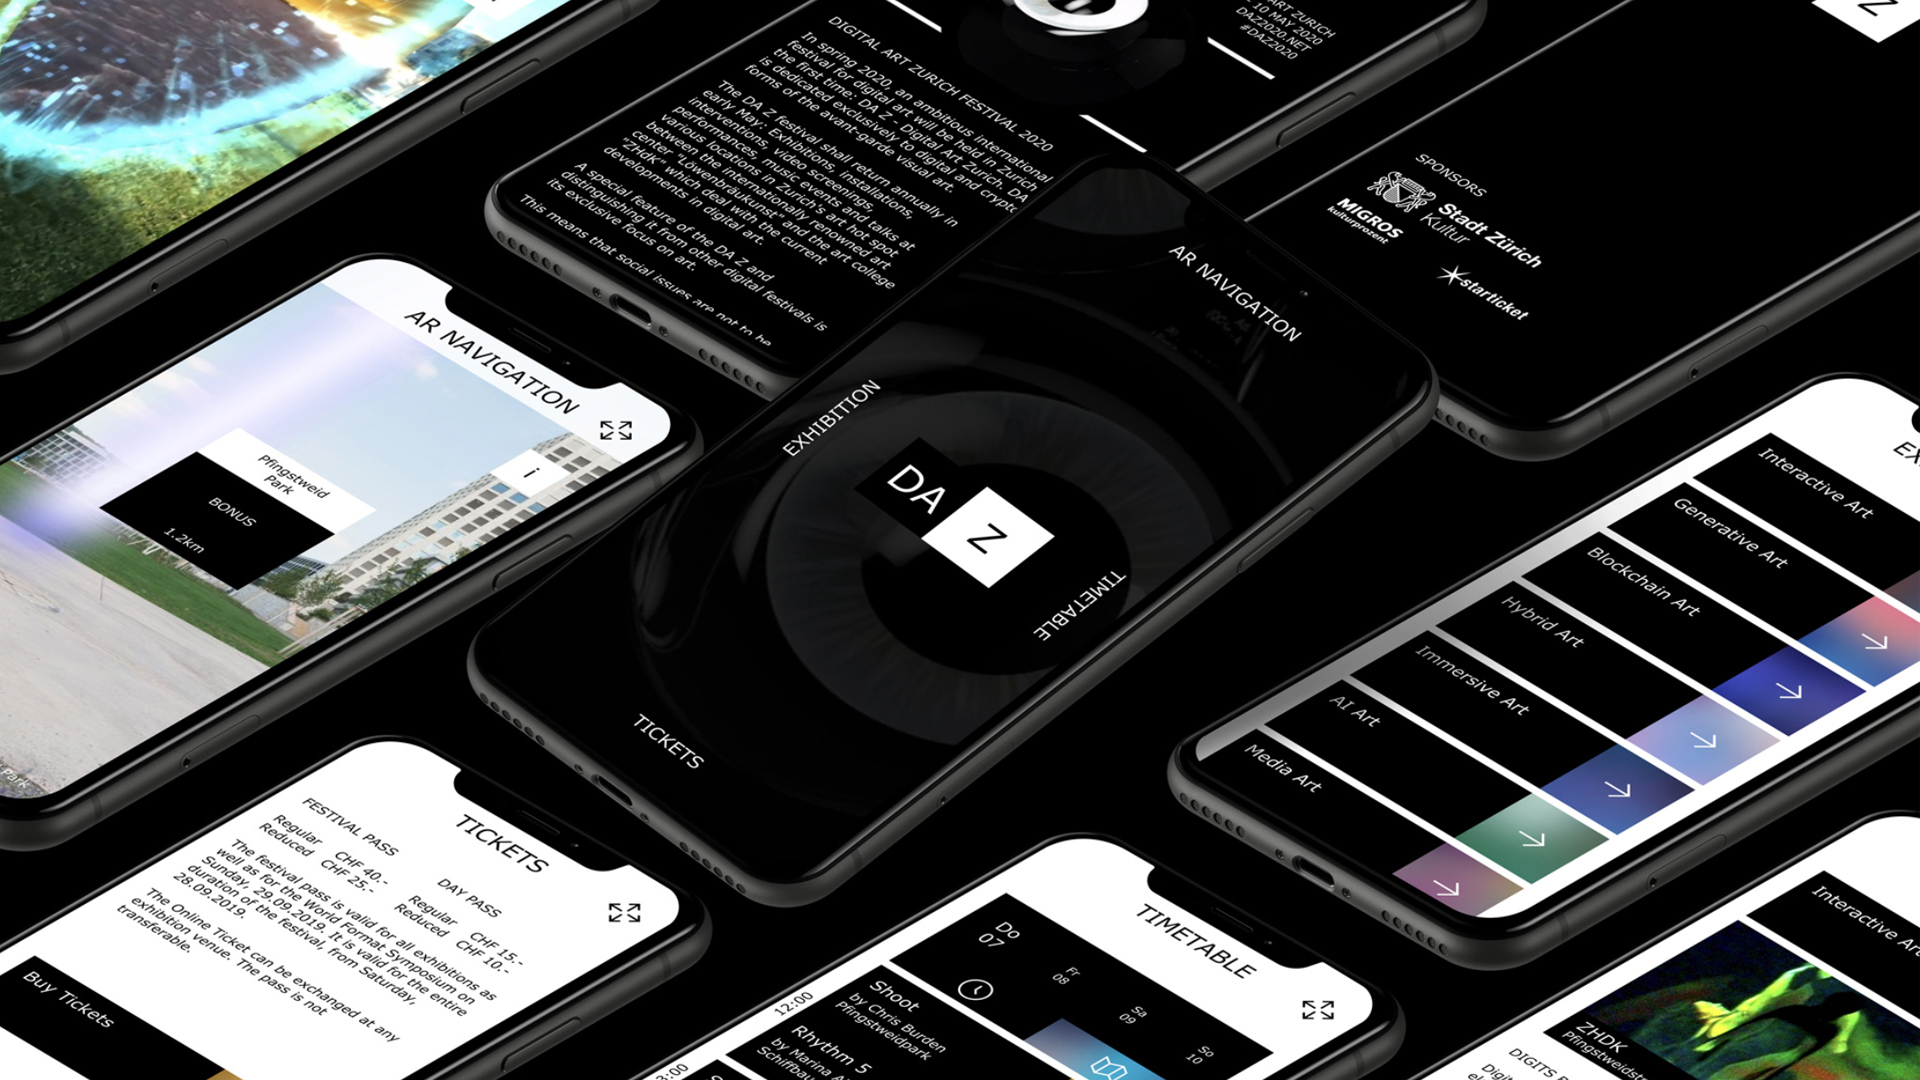 DIGITAL ART ZURICH FESTIVAL 2020
In spring 2020, an ambitious international
festival for digital art will be held in Zurich
the first time: DA Z - Digital Art Zurich. DA
is dedicated exclusively to digital and crypto
forms of the avant-garde visual art.
The DA Z festival shall return annually in
early May: Exhibitions, installations,
interventions, video screenings,
performances, music events and talks at
various locations in Zurich's art hot spot
between the internationally renowned art
center "Löwenbräukunst" and the art college
"ZHdK" which deal with the current
developments in digital art.
A special feature of the DA Z and
distinguishing it from other digital festivals is
its exclusive focus on art.
This means that social issues are not to be
ART ZURICH
10 MAY 2020
DAZ2020.NET
#DAZ2020
Z
SPONSORS
Stadt Zürich
Kultur
MIGROS
kulturprozent
starticket
AR NAVIGATION
Pfingstweid
Park
BONUS
1.2km
i
Park
AR NAVIGATION
EXHIBITION
DA
Z
TIMETABLE
TICKETS
EX
Interactive Art
Generative Art
Blockchain Art
Hybrid Art
Immersive Art
AI Art
Media Art
TICKETS
FESTIVAL PASS
Regular CHF 40.-
Reduced CHF 25.-
DAY PASS
Regular CHF 15.-
Reduced CHF 10.-
The festival pass is valid for all exhibitions as
well as for the World Format Symposium on
Sunday, 29.09.2019. It is valid for the entire
duration of the festival, from Saturday,
28.09.2019.
The Online Ticket can be exchanged at any
exhibition venue. The pass is not
transferable.
Buy Tickets
TIMETABLE
Do
07
Fr
08
Sa
09
So
10
12:00
Shoot
by Chris Burden
Pfingstweidpark
Rhythm 5
by Marina A
Schiffbau
3:00
S
Interactive Art
ZHDK
Pfingstweidst
DIGITS
Digit
el